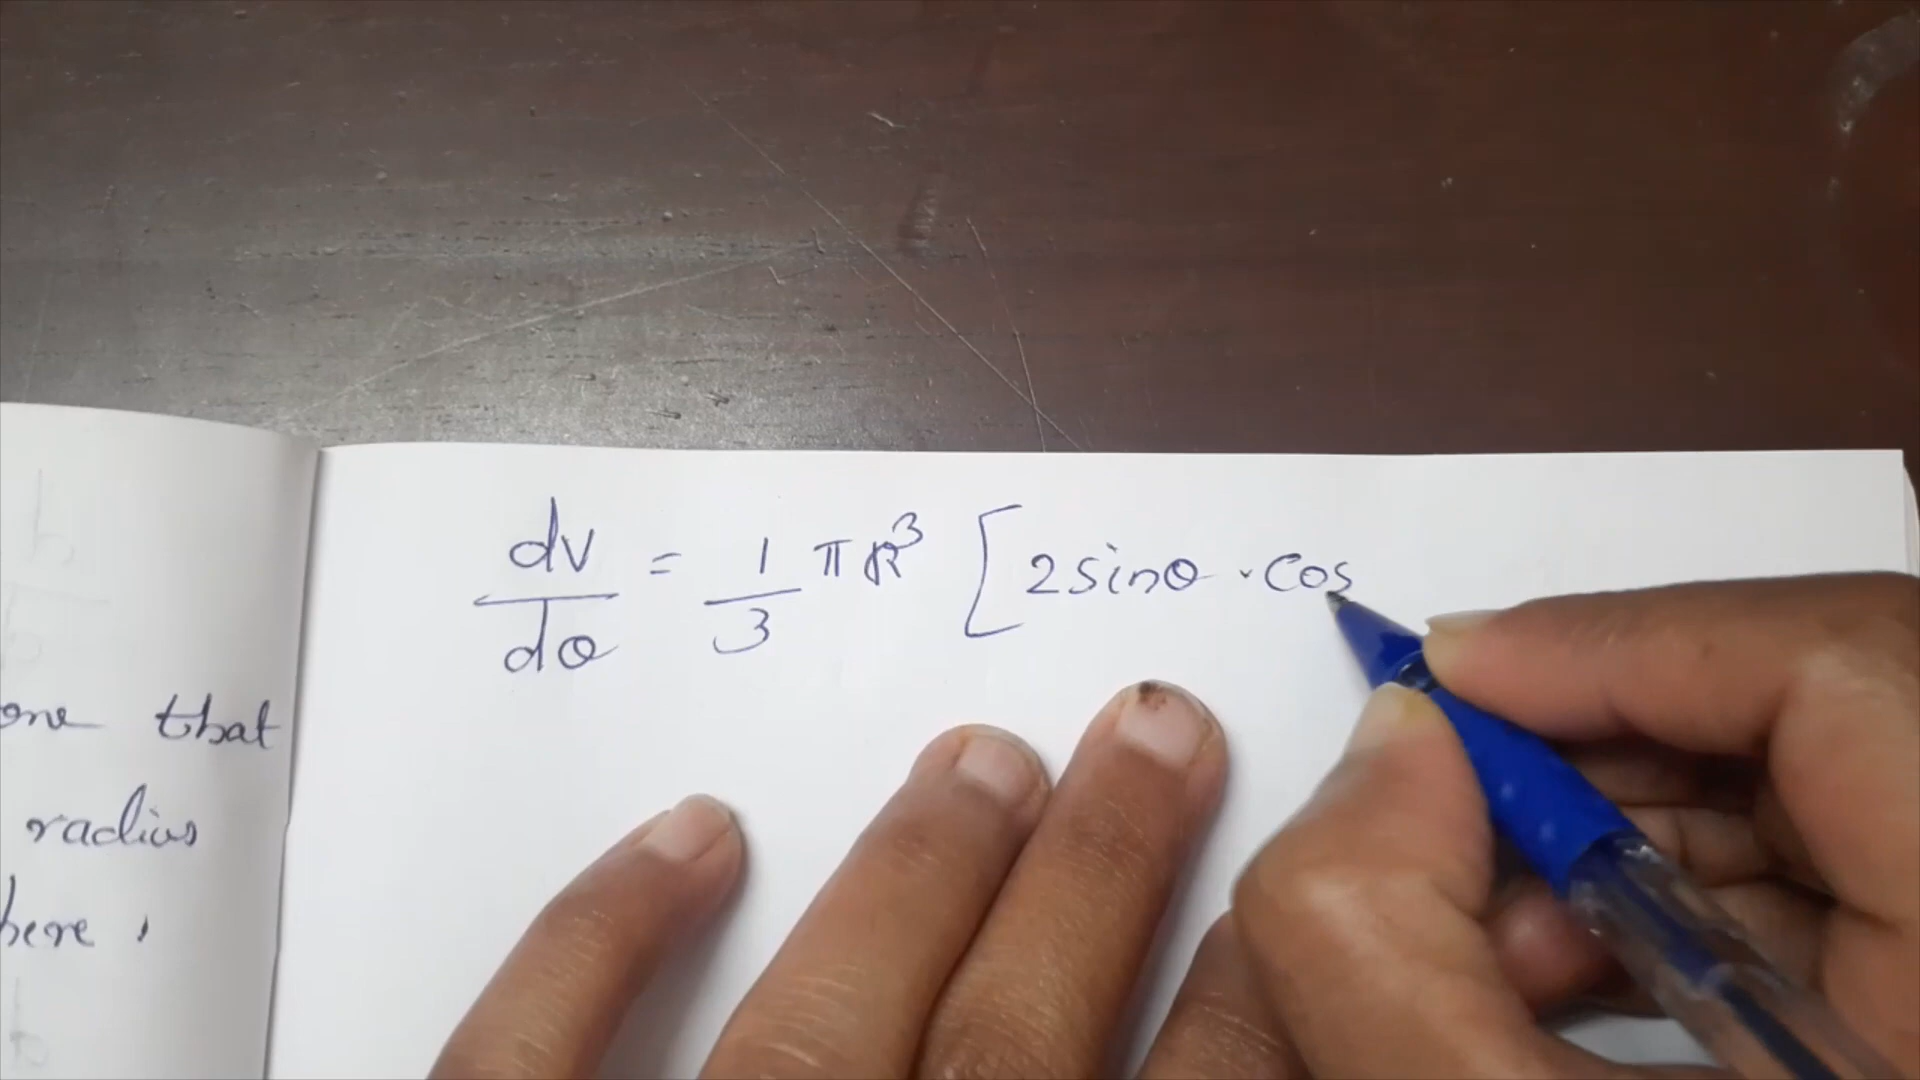 one that
radius
here,
dv/dθ = 1/3 πR³ [2sinθ · cos